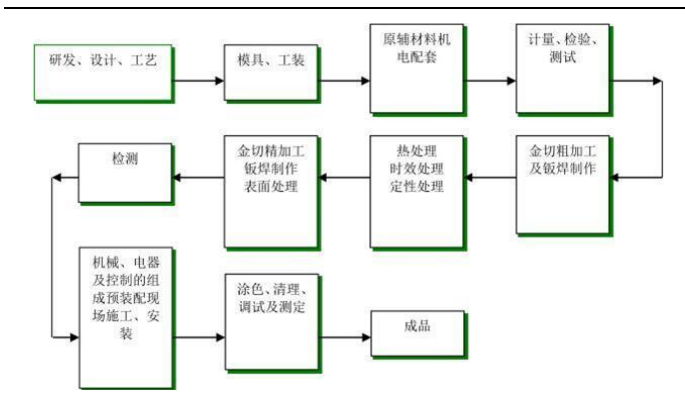 研发、设计、工艺
模具、工装
原辅材料机
电配套
计量、检验、
测试
金切粗加工
及钣焊制作
热处理
时效处理
定性处理
金切精加工
钣焊制作
表面处理
检测
机械、电器
及控制的组
成预装配现
场施工、安
装
涂色、清理、
调试及测定
成品